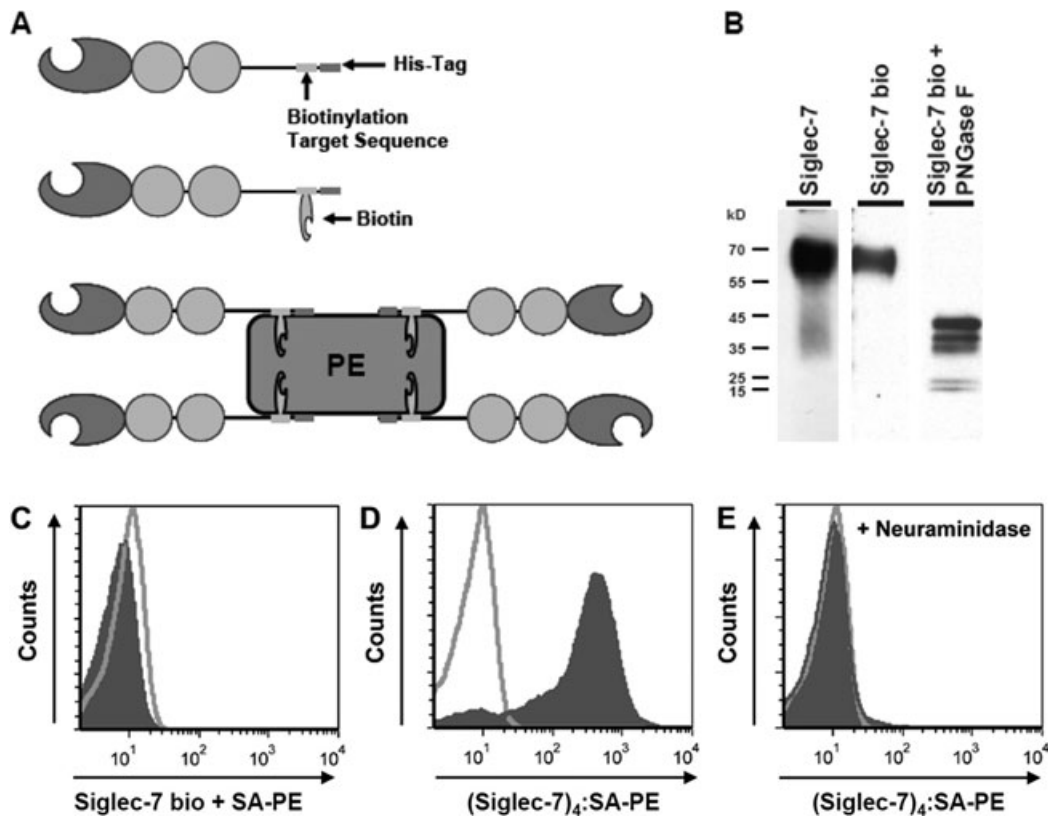 A
His-Tag
Biotinylation
Target Sequence
Biotin
PE
B
Siglec-7
Siglec-7 bio
Siglec-7 bio +
PNGase F
kD
70
55
45
35
25
15
C
Counts
10¹ 10² 10³ 10⁴
Siglec-7 bio + SA-PE
D
Counts
10¹ 10² 10³ 10⁴
(Siglec-7)₄:SA-PE
E
+ Neuraminidase
Counts
10¹ 10² 10³ 10⁴
(Siglec-7)₄:SA-PE